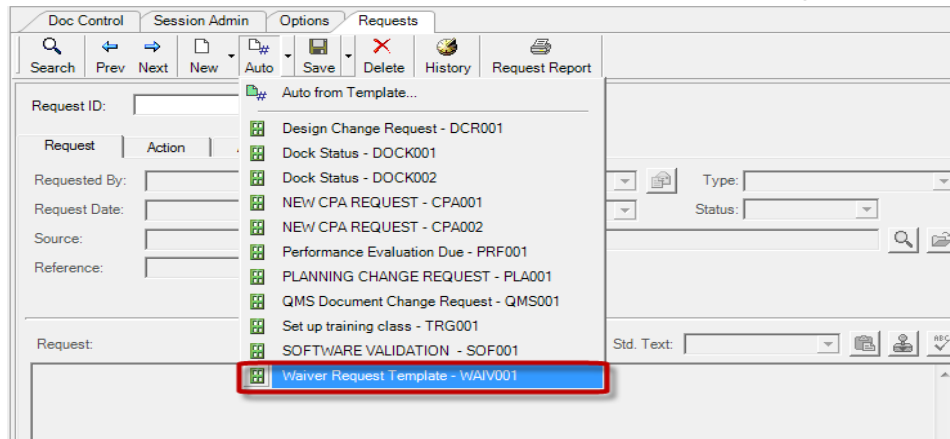 Doc Control Session Admin Options Requests
Search Prev Next New Auto Save Delete History Request Report
Auto from Template...
Request ID:
Design Change Request - DCR001
Request Action
Dock Status - DOCK001
Requested By:
Dock Status - DOCK002
Type:
Request Date:
NEW CPA REQUEST - CPA001
Status:
Source:
NEW CPA REQUEST - CPA002
Performance Evaluation Due - PRF001
Reference:
PLANNING CHANGE REQUEST - PLA001
QMS Document Change Request - QMS001
Set up training class - TRG001
Request:
SOFTWARE VALIDATION - SOF001
Std. Text:
ABC
Waiver Request Template - WAIV001